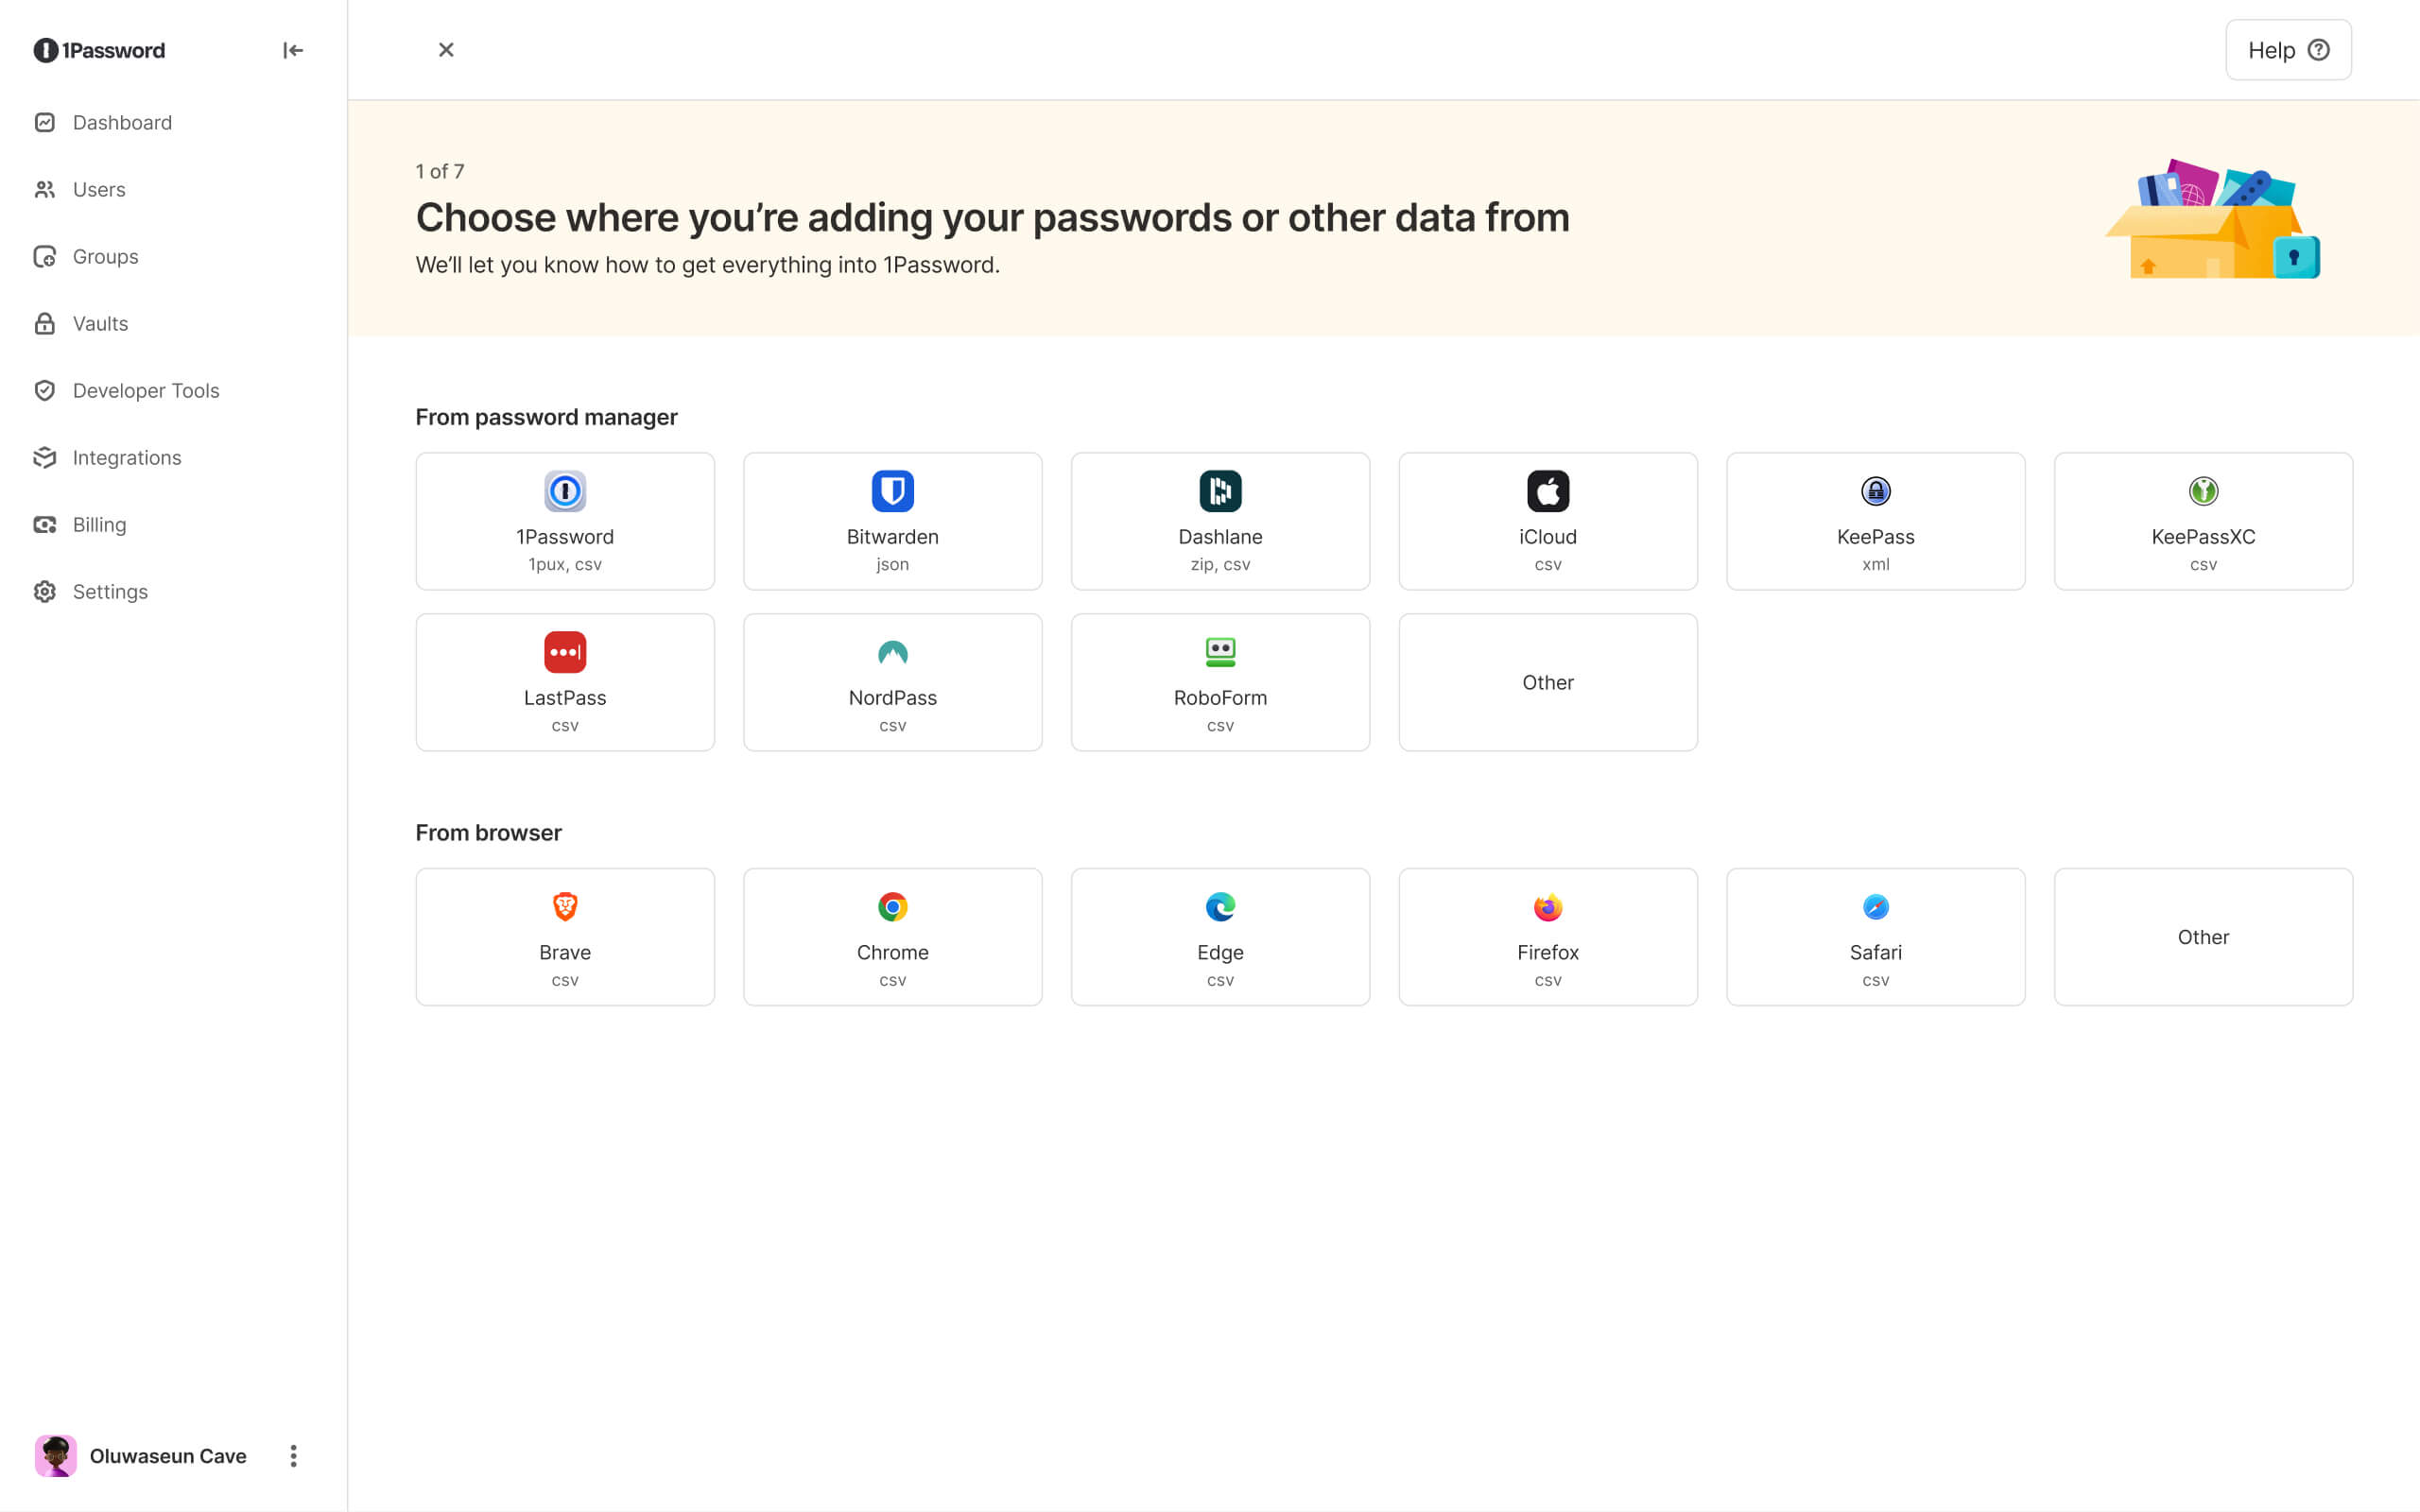 1Password
Dashboard
Users
Groups
Vaults
Developer Tools
Integrations
Billing
Settings
Oluwaseun Cave
Help
1 of 7
Choose where you’re adding your passwords or other data from
We’ll let you know how to get everything into 1Password.
From password manager
1Password
1pux, csv
Bitwarden
json
Dashlane
zip, csv
iCloud
csv
KeePass
xml
KeePassXC
csv
LastPass
csv
NordPass
csv
RoboForm
csv
Other
From browser
Brave
csv
Chrome
csv
Edge
csv
Firefox
csv
Safari
csv
Other